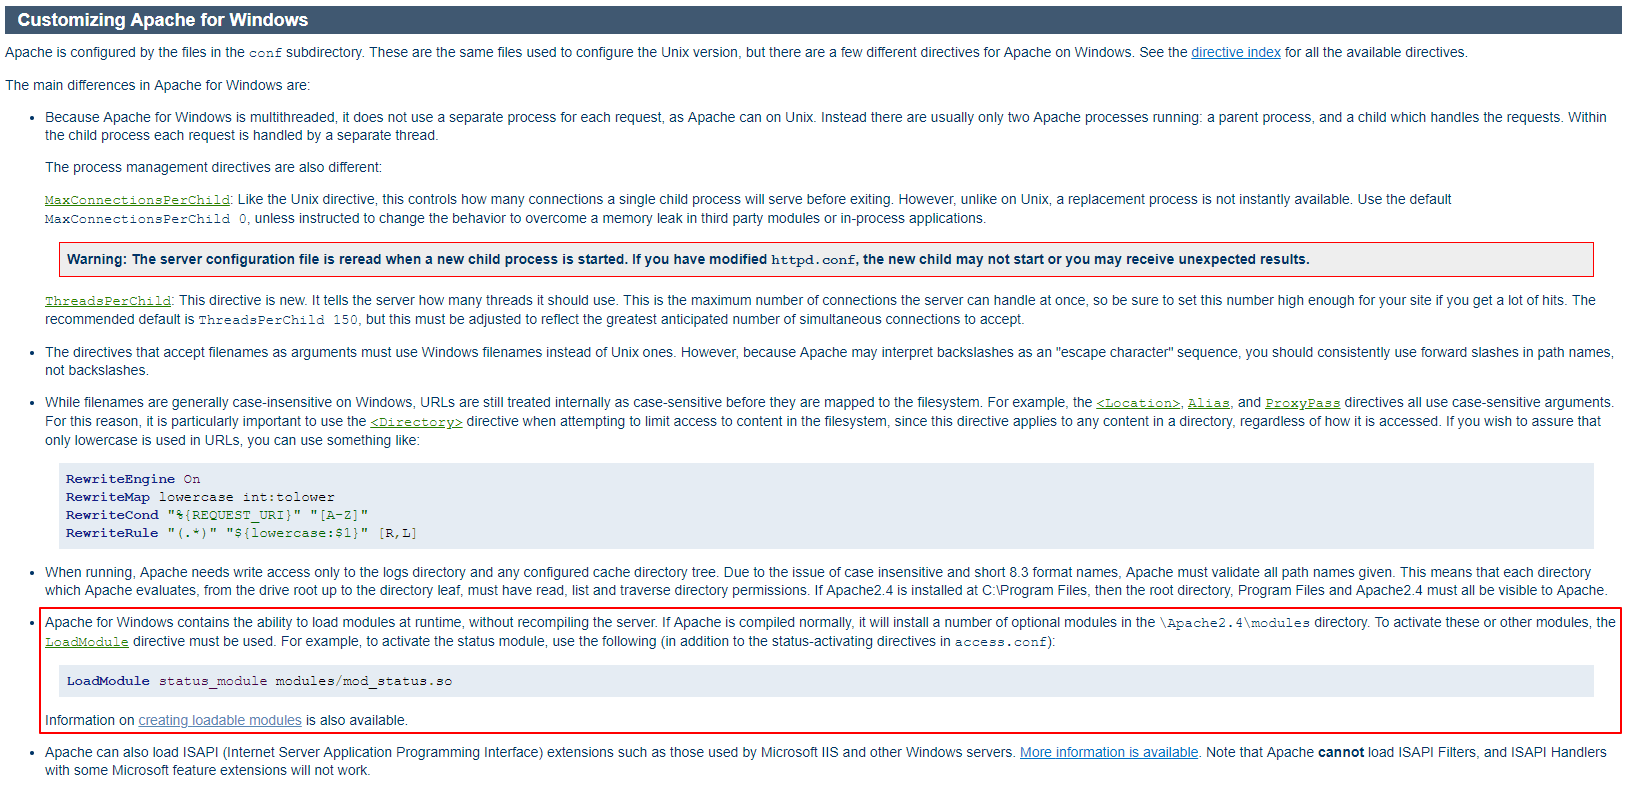 Customizing Apache for Windows
Apache is configured by the files in the conf subdirectory. These are the same files used to configure the Unix version, but there are a few different directives for Apache on Windows. See the directive index for all the available directives.
The main differences in Apache for Windows are:
• Because Apache for Windows is multithreaded, it does not use a separate process for each request, as Apache can on Unix. Instead there are usually only two Apache processes running: a parent process, and a child which handles the requests. Within
the child process each request is handled by a separate thread.
The process management directives are also different:
MaxConnectionsPerChild: Like the Unix directive, this controls how many connections a single child process will serve before exiting. However, unlike on Unix, a replacement process is not instantly available. Use the default
MaxConnectionsPerChild 0, unless instructed to change the behavior to overcome a memory leak in third party modules or in-process applications.
Warning: The server configuration file is reread when a new child process is started. If you have modified httpd.conf, the new child may not start or you may receive unexpected results.
ThreadsPerChild: This directive is new. It tells the server how many threads it should use. This is the maximum number of connections the server can handle at once, so be sure to set this number high enough for your site if you get a lot of hits. The
recommended default is ThreadsPerChild 150, but this must be adjusted to reflect the greatest anticipated number of simultaneous connections to accept.
• The directives that accept filenames as arguments must use Windows filenames instead of Unix ones. However, because Apache may interpret backslashes as an "escape character" sequence, you should consistently use forward slashes in path names,
not backslashes.
• While filenames are generally case-insensitive on Windows, URLs are still treated internally as case-sensitive before they are mapped to the filesystem. For example, the <Location>, Alias, and ProxyPass directives all use case-sensitive arguments.
For this reason, it is particularly important to use the <Directory> directive when attempting to limit access to content in the filesystem, since this directive applies to any content in a directory, regardless of how it is accessed. If you wish to assure that
only lowercase is used in URLs, you can use something like:
RewriteEngine On
RewriteMap lowercase int:tolower
RewriteCond "%{REQUEST_URI}" "[A-Z]"
RewriteRule "(.*)" "${lowercase:$1}" [R,L]
• When running, Apache needs write access only to the logs directory and any configured cache directory tree. Due to the issue of case insensitive and short 8.3 format names, Apache must validate all path names given. This means that each directory
which Apache evaluates, from the drive root up to the directory leaf, must have read, list and traverse directory permissions. If Apache2.4 is installed at C:\Program Files, then the root directory, Program Files and Apache2.4 must all be visible to Apache.
• Apache for Windows contains the ability to load modules at runtime, without recompiling the server. If Apache is compiled normally, it will install a number of optional modules in the \Apache2.4\modules directory. To activate these or other modules, the
LoadModule directive must be used. For example, to activate the status module, use the following (in addition to the status-activating directives in access.conf):
LoadModule status_module modules/mod_status.so
Information on creating loadable modules is also available.
• Apache can also load ISAPI (Internet Server Application Programming Interface) extensions such as those used by Microsoft IIS and other Windows servers. More information is available. Note that Apache cannot load ISAPI Filters, and ISAPI Handlers
with some Microsoft feature extensions will not work.